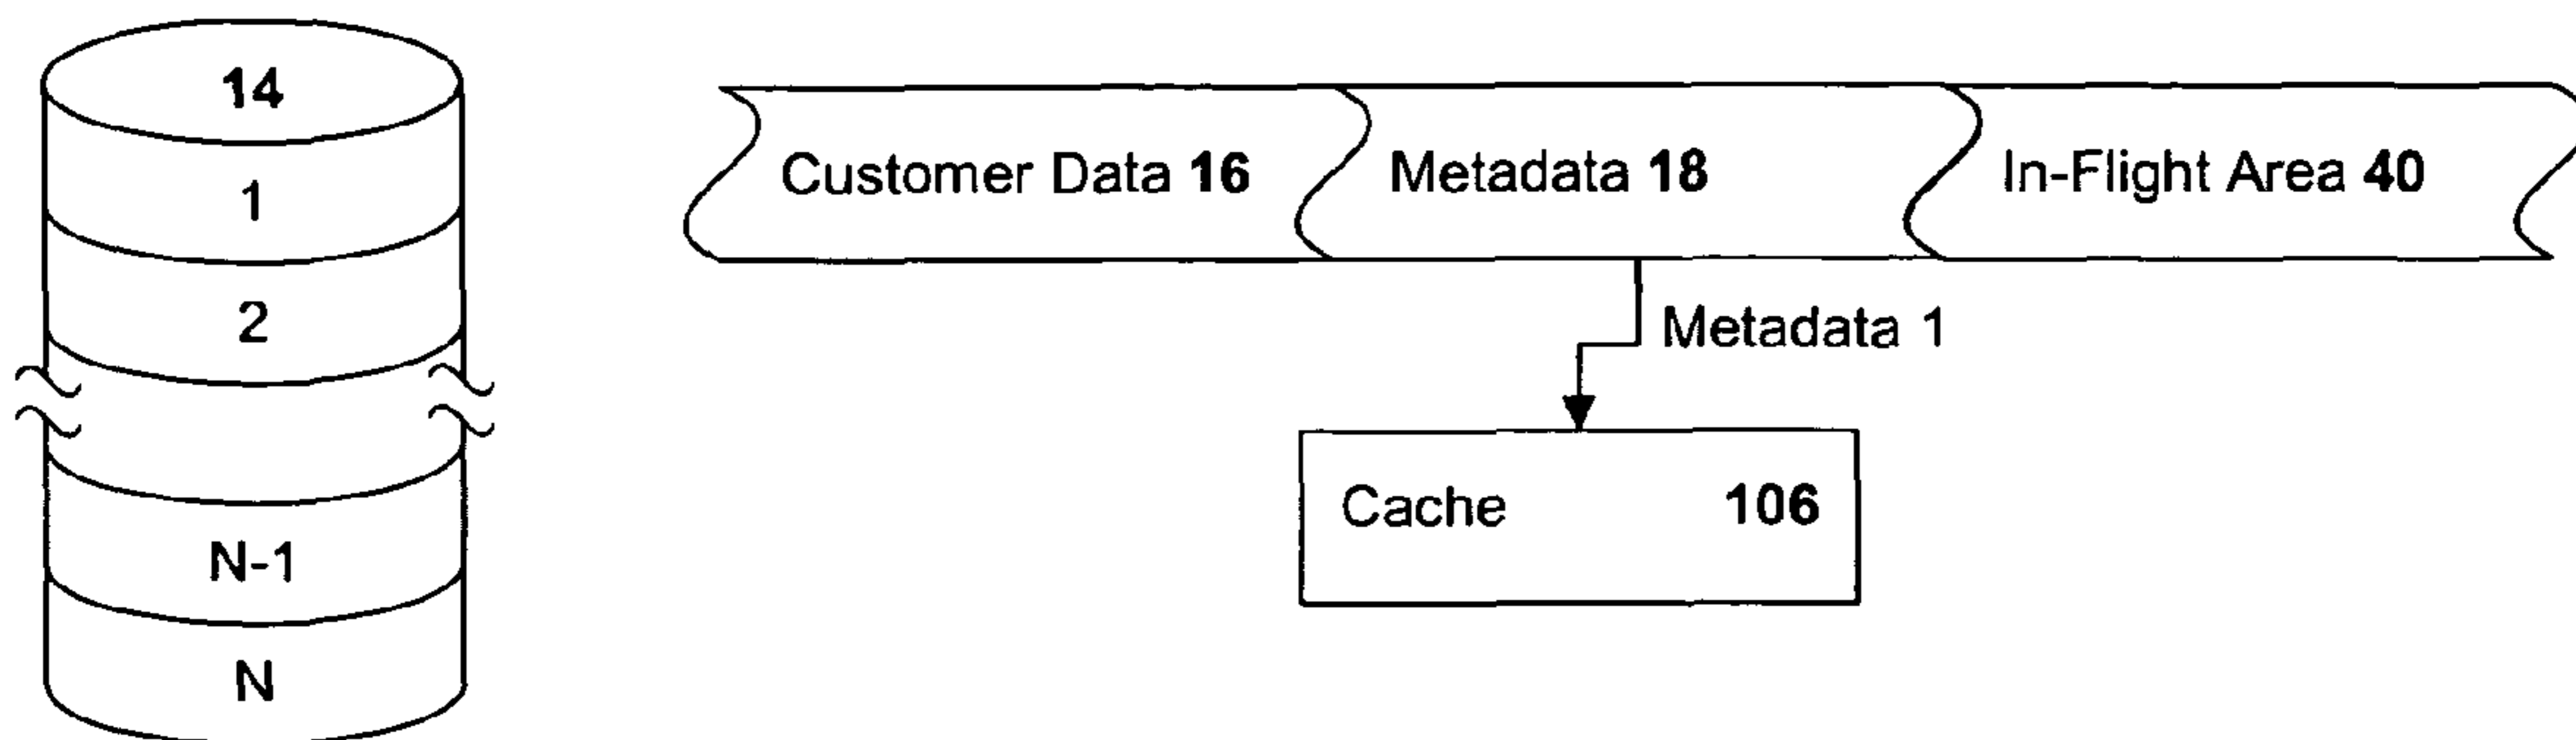 14
1
2
N-1
N
Customer Data 16
Metadata 18
In-Flight Area 40
Metadata 1
Cache 106